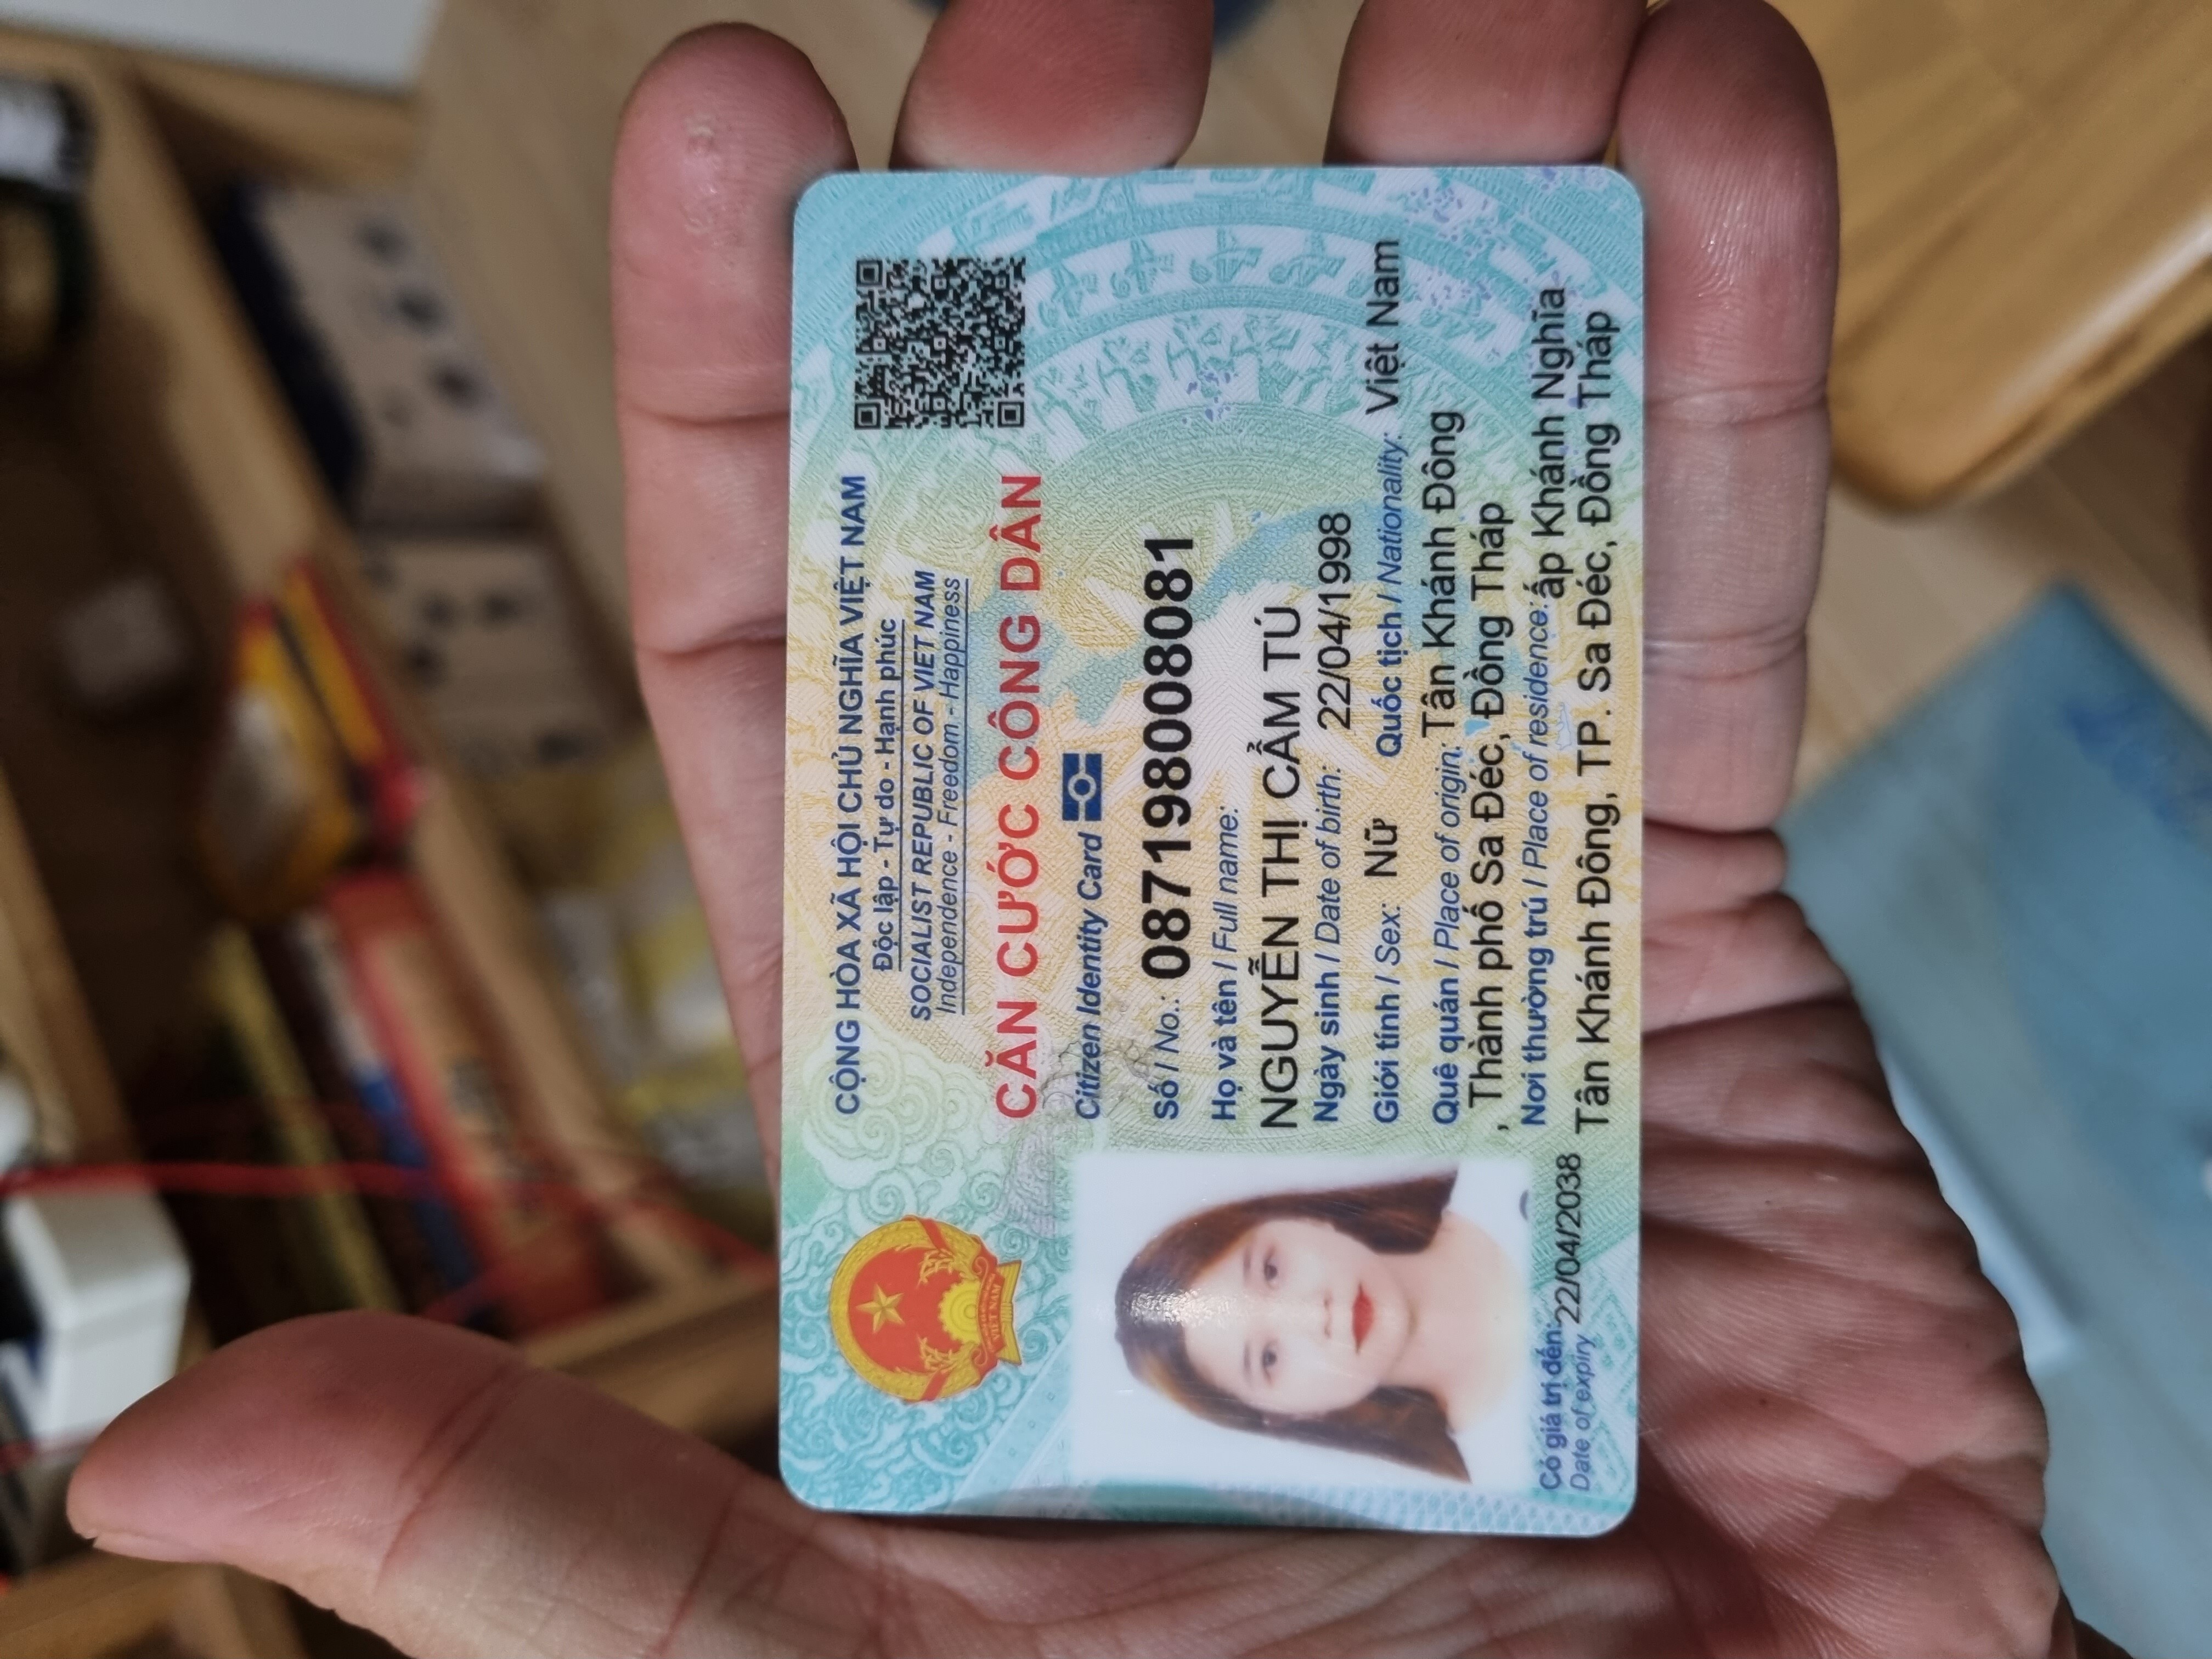 CỘNG HÒA XÃ HỘI CHỦ NGHĨA VIỆT NAM
Độc lập - Tự do - Hạnh phúc
SOCIALIST REPUBLIC OF VIET NAM
Independence - Freedom - Happiness
CĂN CƯỚC CÔNG DÂN
Citizen Identity Card
Số / No.: 087198008081
Họ và tên / Full name:
NGUYỄN THỊ CẨM TÚ
Ngày sinh / Date of birth: 22/04/1998
Giới tính / Sex: Nữ Quốc tịch / Nationality: Việt Nam
Quê quán / Place of origin: Tân Khánh Đông
, Thành phố Sa Đéc, Đồng Tháp
Nơi thường trú / Place of residence: ấp Khánh Nghĩa
Tân Khánh Đông, TP. Sa Đéc, Đồng Tháp
Có giá trị đến: 22/04/2038
Date of expiry
VIỆT NAM